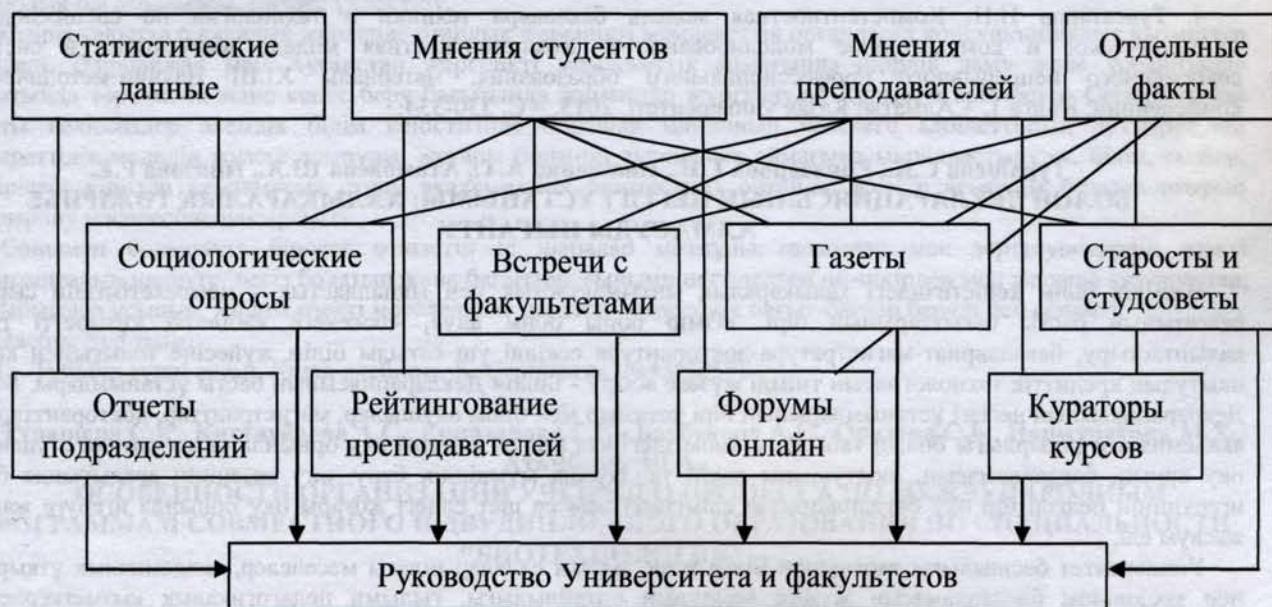 Статистические данные
Мнения студентов
Мнения преподавателей
Отдельные факты
Социологические опросы
Встречи с факультетами
Газеты
Старосты и студсоветы
Отчеты подразделений
Рейтингование преподавателей
Форумы онлайн
Кураторы курсов
Руководство Университета и факультетов